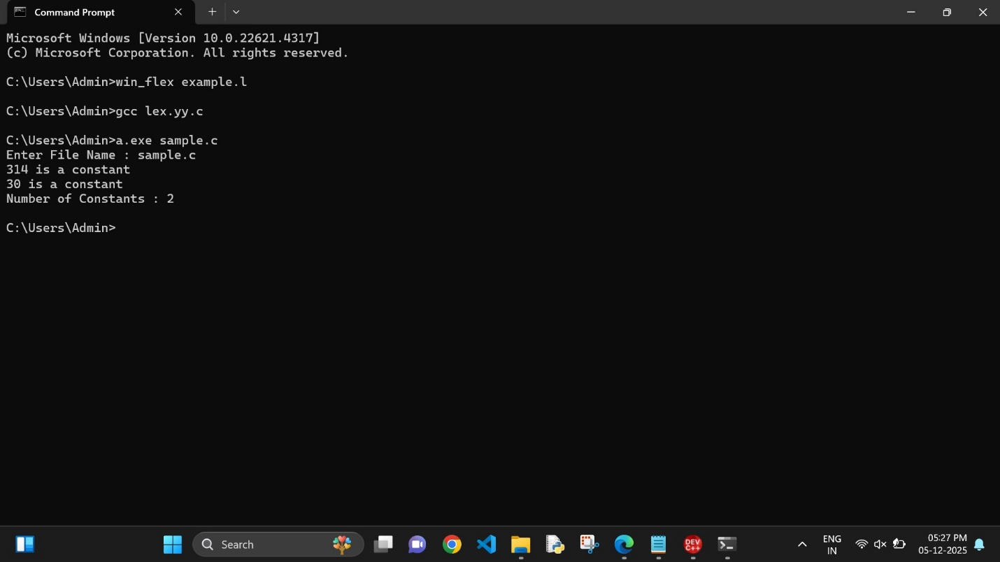 Command Prompt
Microsoft Windows [Version 10.0.22621.4317]
(c) Microsoft Corporation. All rights reserved.
C:\Users\Admin>win_flex example.l
C:\Users\Admin>gcc lex.yy.c
C:\Users\Admin>a.exe sample.c
Enter File Name : sample.c
314 is a constant
30 is a constant
Number of Constants : 2
C:\Users\Admin>
Search
DEV
C++
ENG
IN
05:27 PM
05-12-2025